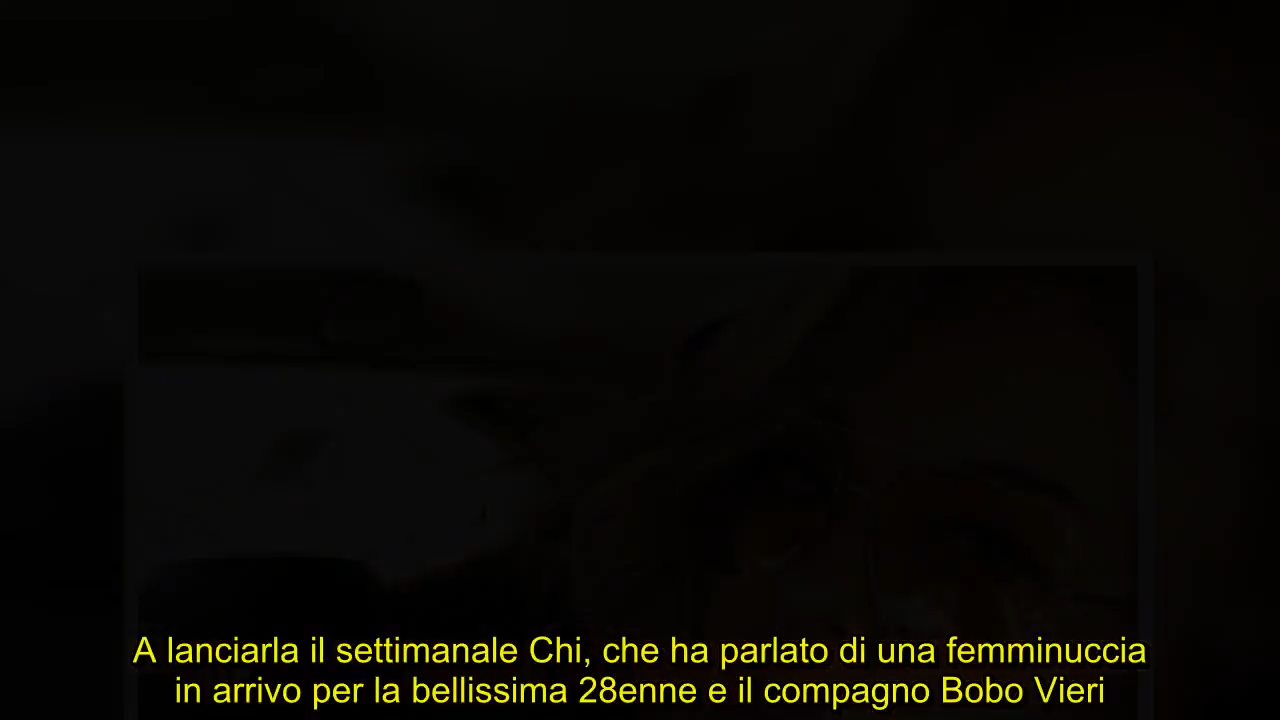 A lanciarla il settimanale Chi, che ha parlato di una femminuccia
in arrivo per la bellissima 28enne e il compagno Bobo Vieri